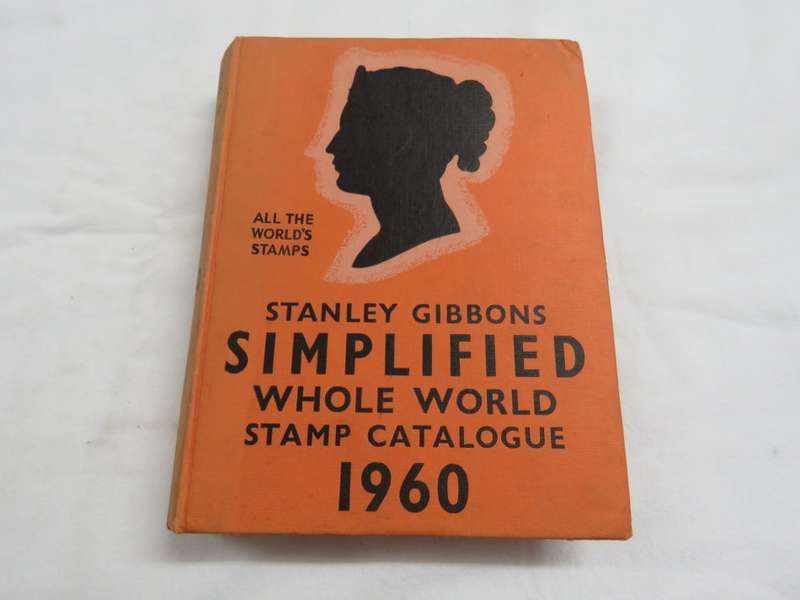 ALL THE
WORLD'S
STAMPS
STANLEY GIBBONS
SIMPLIFIED
WHOLE WORLD
STAMP CATALOGUE
1960